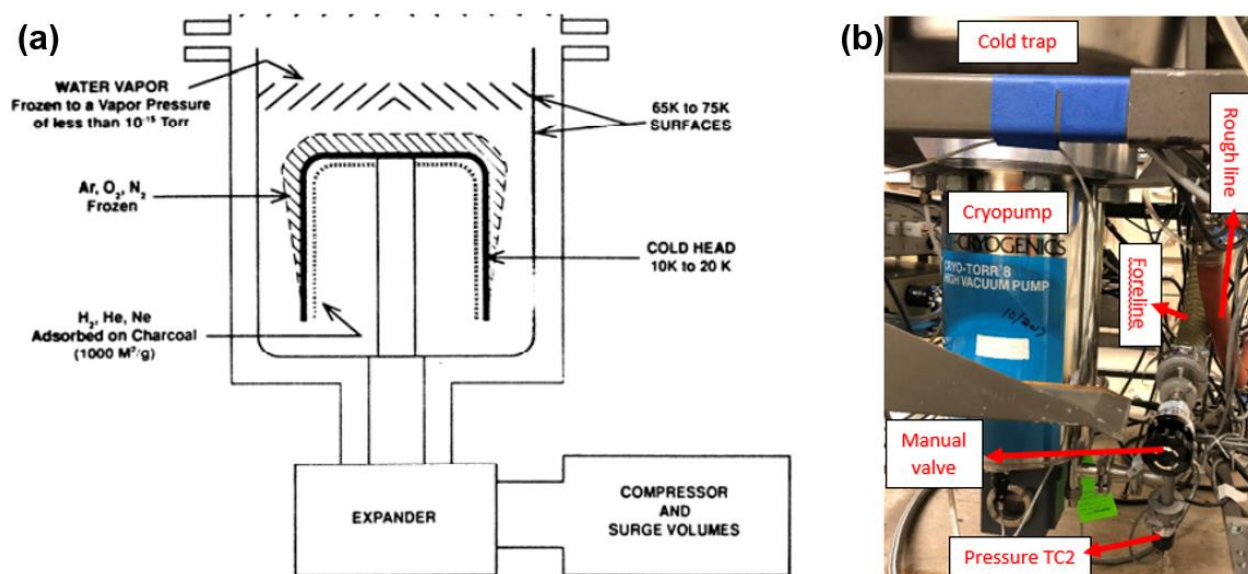 (a)
WATER VAPOR
Frozen to a Vapor Pressure
of less than 10⁻¹⁵ Torr
65K to 75K
SURFACES
Ar, O₂, N₂
Frozen
COLD HEAD
10K to 20 K
H₂, He, Ne
Adsorbed on Charcoal
(1000 M²/g)
EXPANDER
COMPRESSOR
AND
SURGE VOLUMES
(b)
Cold trap
Rough line
Cryopump
CRYOGENICS
CRYO-TORR 8
HIGH VACUUM PUMP
10/2017
Foreline
Manual
valve
Pressure TC2